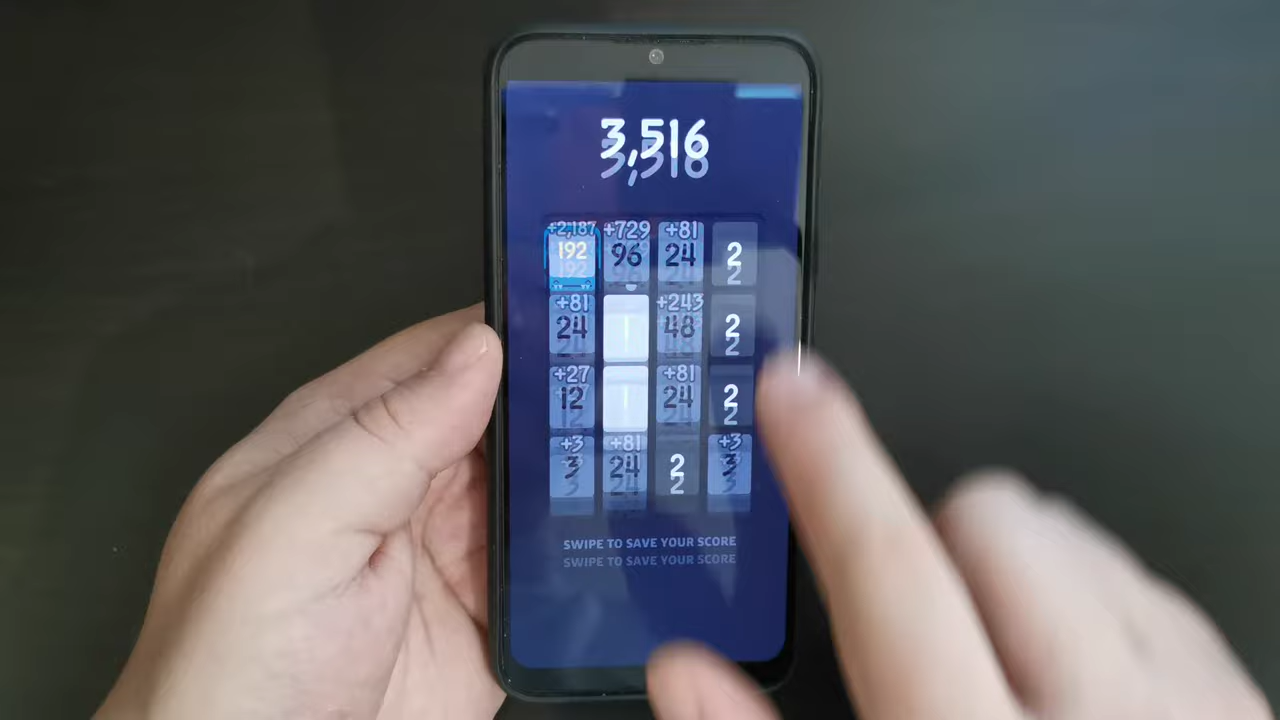 3,516
+2,187 +729 +81
192 96 24 2
+81 +243
24 48 2
+27 +81
12 24 2
+3 +81 +3
3 24 2 3
SWIPE TO SAVE YOUR SCORE